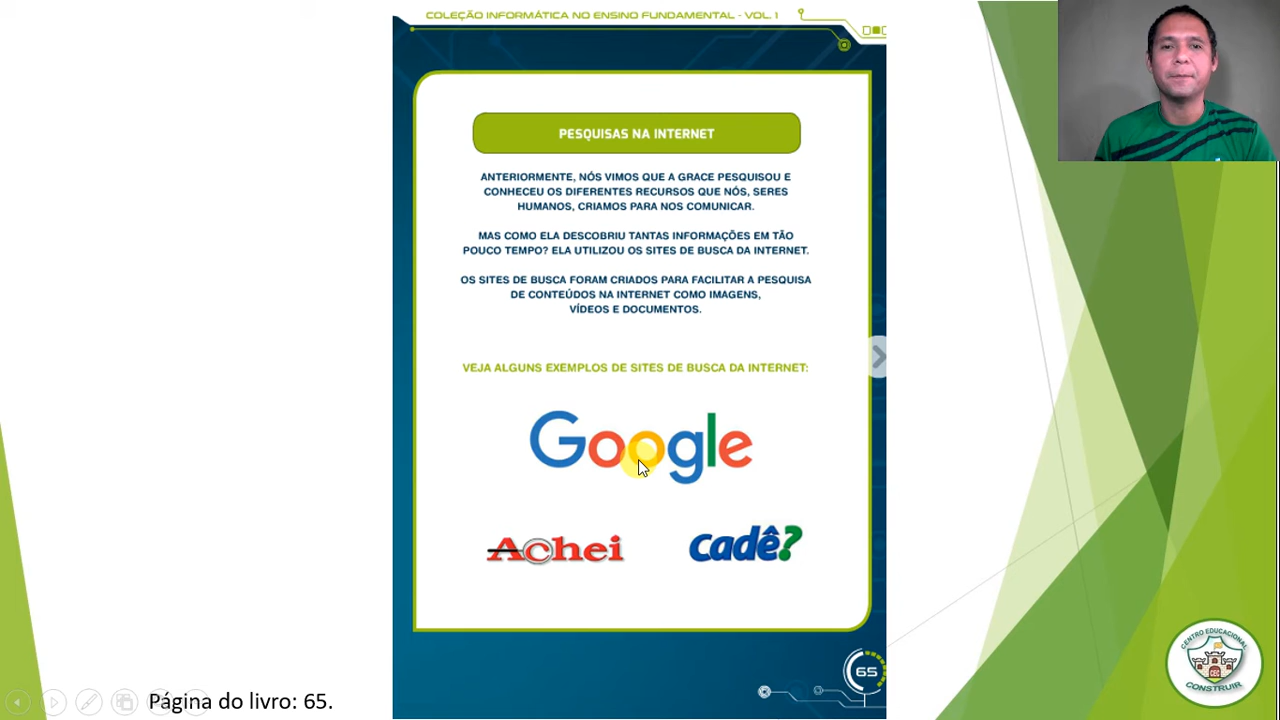 COLEÇÃO INFORMÁTICA NO ENSINO FUNDAMENTAL - VOL. 1
PESQUISAS NA INTERNET
ANTERIORMENTE, NÓS VIMOS QUE A GRACE PESQUISOU E
CONHECEU OS DIFERENTES RECURSOS QUE NÓS, SERES
HUMANOS, CRIAMOS PARA NOS COMUNICAR.
MAS COMO ELA DESCOBRIU TANTAS INFORMAÇÕES EM TÃO
POUCO TEMPO? ELA UTILIZOU OS SITES DE BUSCA DA INTERNET.
OS SITES DE BUSCA FORAM CRIADOS PARA FACILITAR A PESQUISA
DE CONTEÚDOS NA INTERNET COMO IMAGENS,
VÍDEOS E DOCUMENTOS.
VEJA ALGUNS EXEMPLOS DE SITES DE BUSCA DA INTERNET:
Google
Achei
cadê?
65
Página do livro: 65.
CENTRO EDUCACIONAL
CEC
CONSTRUIR